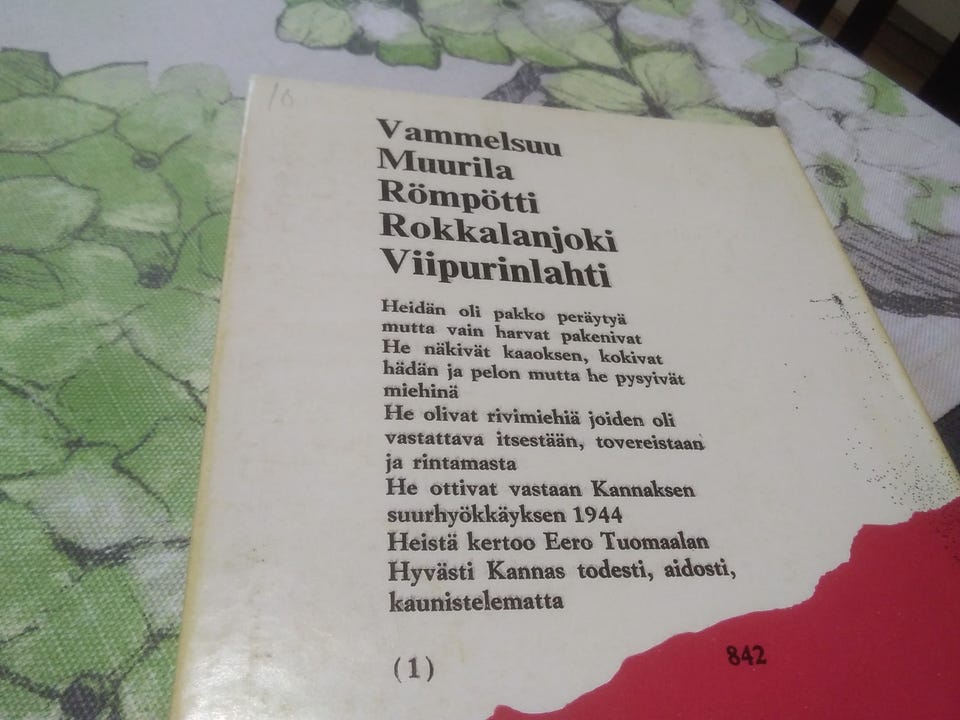 10
Vammelsuu
Muurila
Römpötti
Rokkalanjoki
Viipurinlahti
Heidän oli pakko peräytyä
mutta vain harvat pakenivat
He näkivät kaaoksen, kokivat
hädän ja pelon mutta he pysyivät
miehinä
He olivat rivimiehiä joiden oli
vastattava itsestään, tovereistaan
ja rintamasta
He ottivat vastaan Kannaksen
suurhyökkäyksen 1944
Heistä kertoo Eero Tuomaalan
Hyvästi Kannas todesti, aidosti,
kaunistelematta
(1)
842